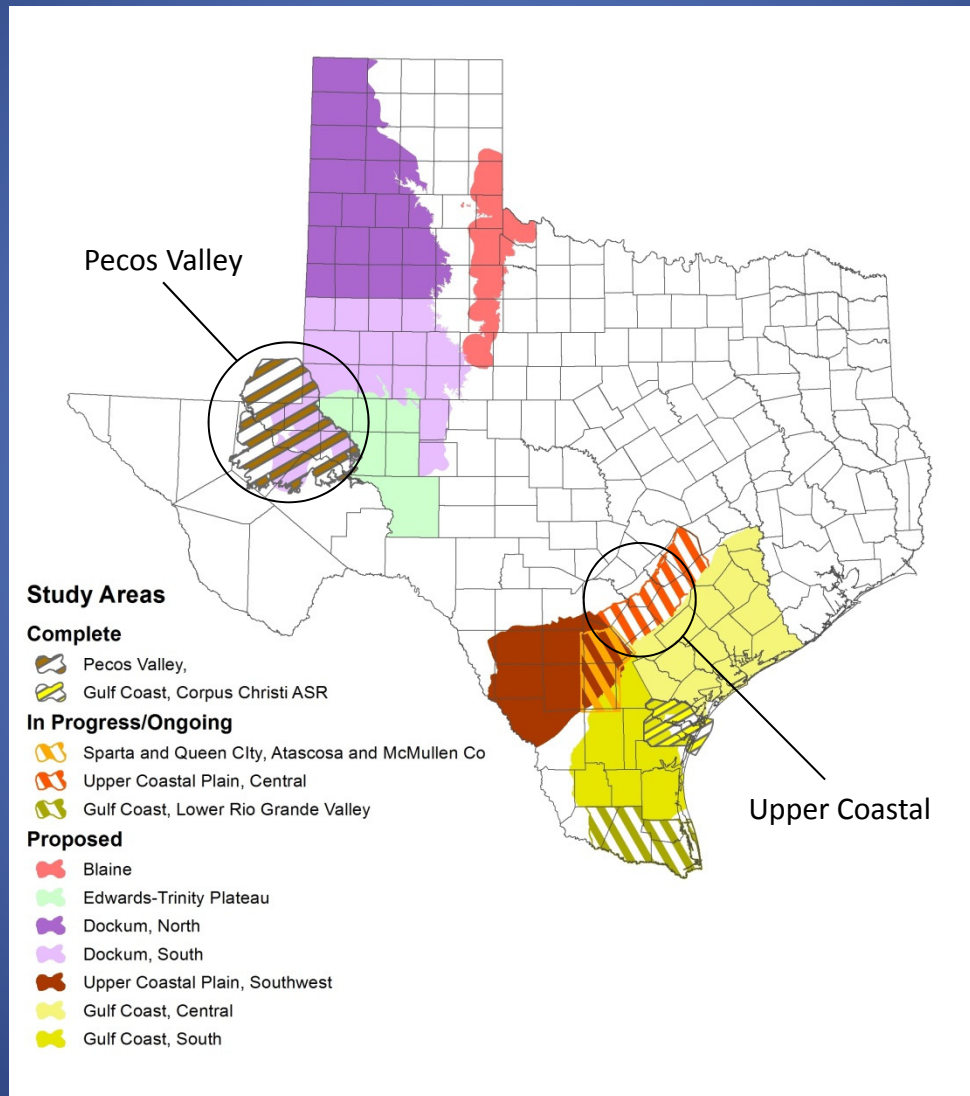 Pecos Valley
Upper Coastal
Study Areas
Complete
Pecos Valley,
Gulf Coast, Corpus Christi ASR
In Progress/Ongoing
Sparta and Queen CIty, Atascosa and McMullen Co
Upper Coastal Plain, Central
Gulf Coast, Lower Rio Grande Valley
Proposed
Blaine
Edwards-Trinity Plateau
Dockum, North
Dockum, South
Upper Coastal Plain, Southwest
Gulf Coast, Central
Gulf Coast, South